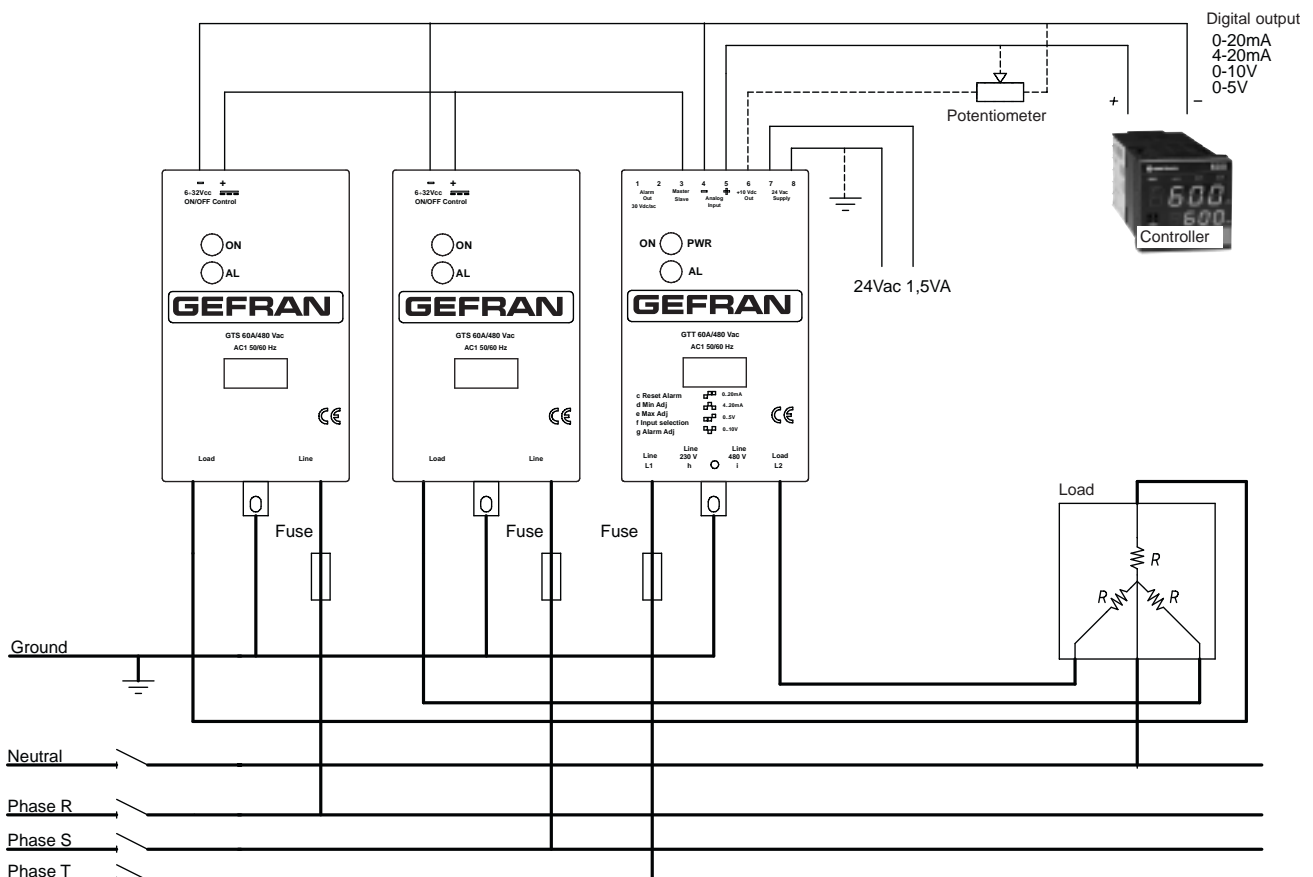 Digital output
0-20mA
4-20mA
0-10V
0-5V
+
−
Potentiometer
600
600
Controller
24Vac 1,5VA
− +
6-32Vcc
ON/OFF Control
ON
AL
GEFRAN
GTS 60A/480 Vac
AC1 50/60 Hz
CE
Load Line
− +
6-32Vcc
ON/OFF Control
ON
AL
GEFRAN
GTS 60A/480 Vac
AC1 50/60 Hz
CE
Load Line
1 2 3 4 5 6 7 8
Alarm Out 30 Vdc/ac
Master Slave
− +
Analog Input
+10 Vdc Out
24 Vac Supply
ON PWR
AL
GEFRAN
GTT 60A/480 Vac
AC1 50/60 Hz
c Reset Alarm
d Min Adj
e Max Adj
f Input selection
g Alarm Adj
0..20mA
4..20mA
0..5V
0..10V
CE
Line L1
Line 230 V h
Line 480 V i
Load L2
Fuse
Fuse
Fuse
Load
R
R
R
Ground
Neutral
Phase R
Phase S
Phase T